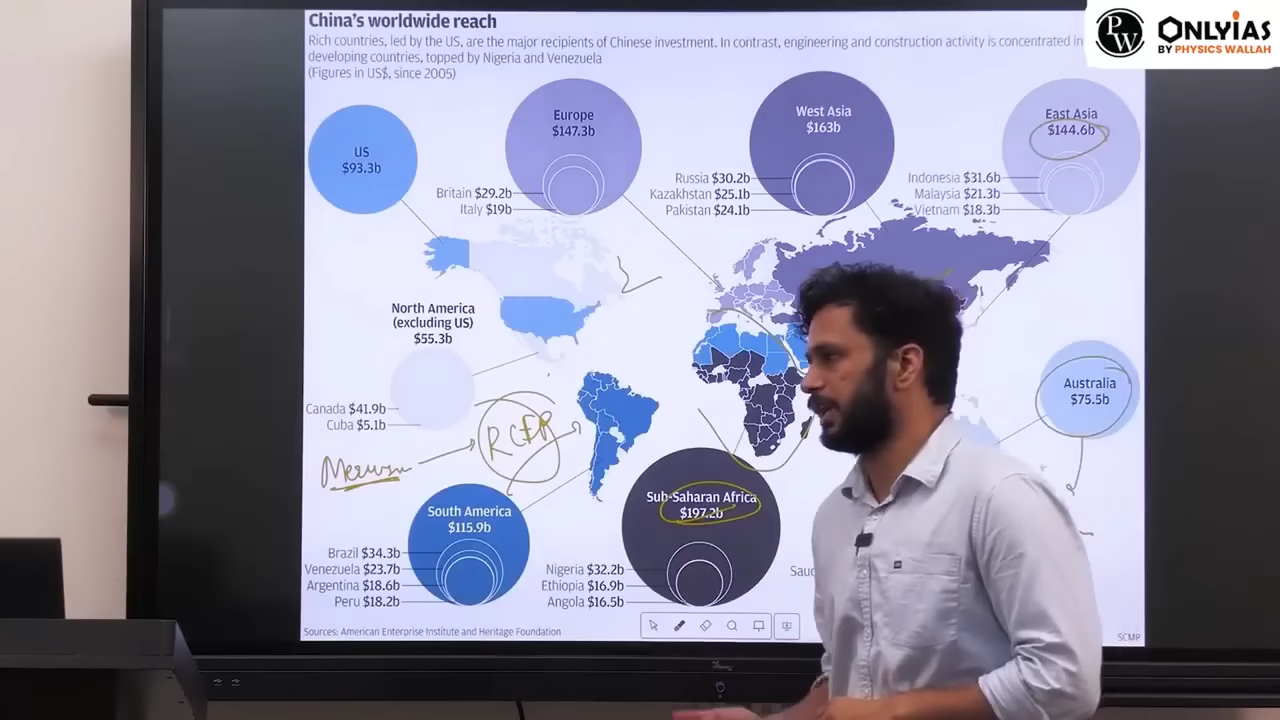 China's worldwide reach
Rich countries, led by the US, are the major recipients of Chinese investment. In contrast, engineering and construction activity is concentrated in
developing countries, topped by Nigeria and Venezuela
(Figures in US$, since 2005)
PW
ONLYIAS
BY PHYSICS WALLAH
US
$93.3b
Europe
$147.3b
Britain $29.2b
Italy $19b
West Asia
$163b
Russia $30.2b
Kazakhstan $25.1b
Pakistan $24.1b
East Asia
$144.6b
Indonesia $31.6b
Malaysia $21.3b
Vietnam $18.3b
North America
(excluding US)
$55.3b
Canada $41.9b
Cuba $5.1b
Australia
$75.5b
RCEP
South America
$115.9b
Brazil $34.3b
Venezuela $23.7b
Argentina $18.6b
Peru $18.2b
Sub-Saharan Africa
$197.2b
Nigeria $32.2b
Ethiopia $16.9b
Angola $16.5b
Sources: American Enterprise Institute and Heritage Foundation
SCMP